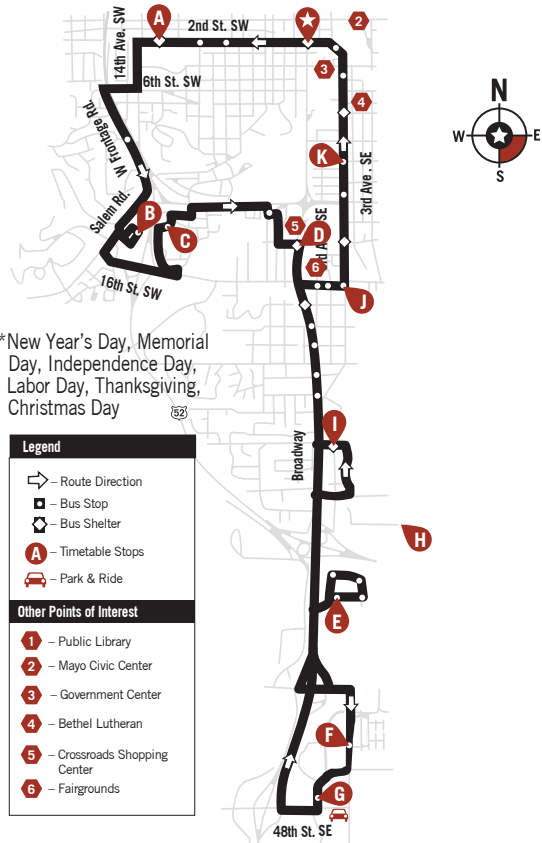 14th Ave. SW
A
2nd St. SW
★
2
3
6th St. SW
4
N
W
E
S
W Frontage Rd.
K
3rd Ave. SE
Salem Rd.
B
C
5
D
SE
6
16th St. SW
J
*New Year's Day, Memorial
Day, Independence Day,
Labor Day, Thanksgiving,
Christmas Day
52
I
Broadway
H
E
F
G
48th St. SE
Legend
– Route Direction
– Bus Stop
– Bus Shelter
A – Timetable Stops
– Park & Ride
Other Points of Interest
1 – Public Library
2 – Mayo Civic Center
3 – Government Center
4 – Bethel Lutheran
5 – Crossroads Shopping
Center
6 – Fairgrounds